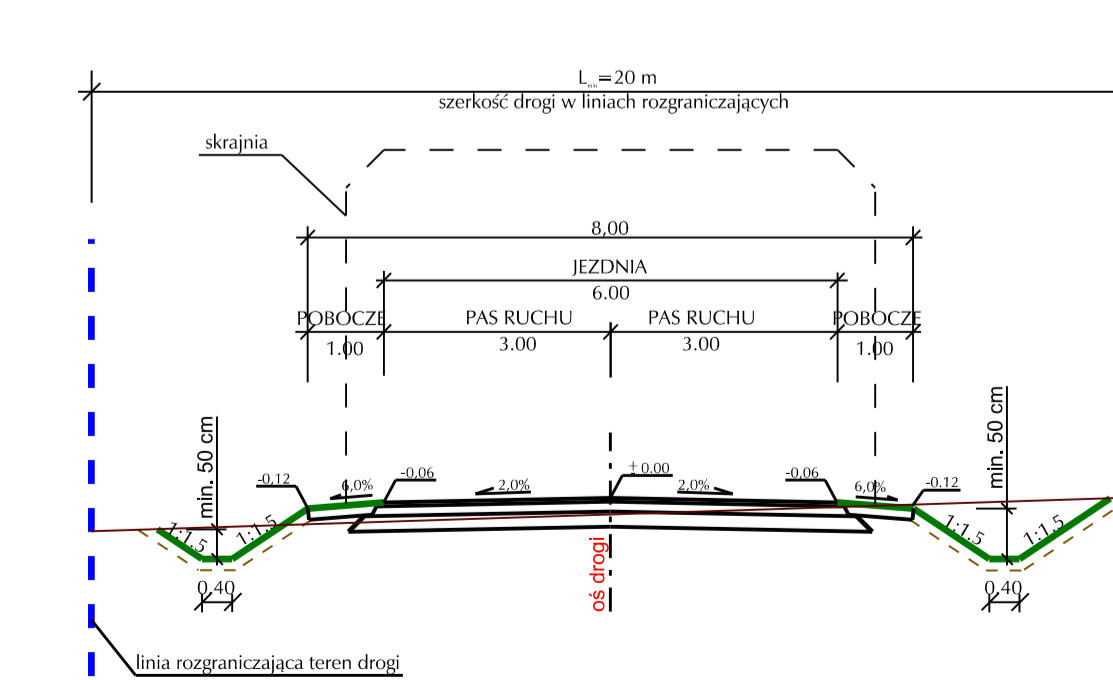 Lmin=20 m
szerkość drogi w liniach rozgraniczających
skrajnia
8,00
JEZDNIA
6.00
POBOCZE PAS RUCHU PAS RUCHU POBOCZE
1.00 3.00 3.00 1.00
min. 50 cm min. 50 cm
-0,12 6,0% -0,06 2,0% ±0.00 2,0% -0,06 6,0% -0.12
1:1.5 1:1.5 1:1.5 1:1.5
oś drogi
0,40 0.40
linia rozgraniczająca teren drogi